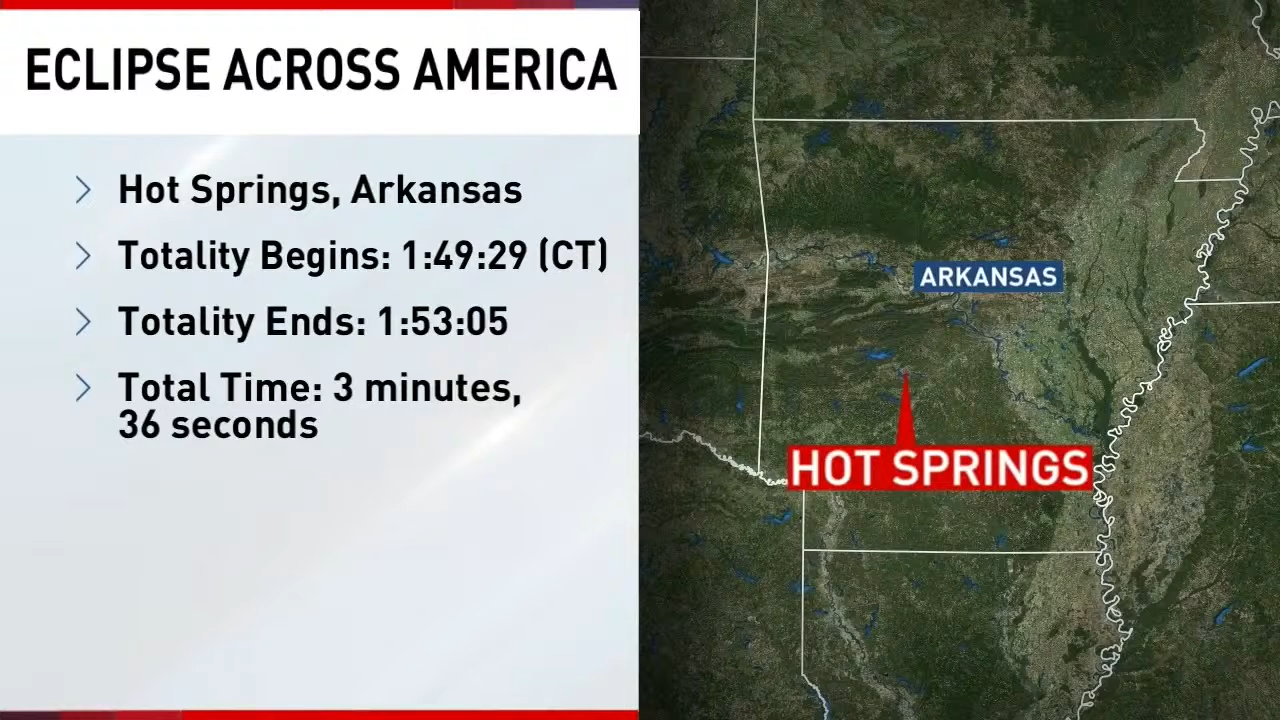 ECLIPSE ACROSS AMERICA
Hot Springs, Arkansas
Totality Begins: 1:49:29 (CT)
Totality Ends: 1:53:05
Total Time: 3 minutes,
36 seconds
ARKANSAS
HOT SPRINGS